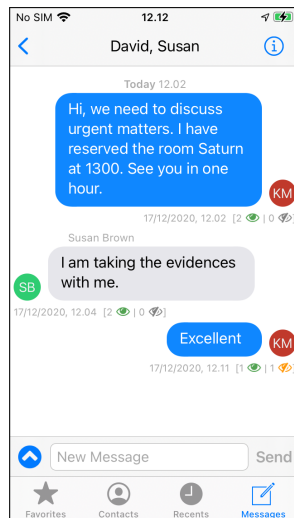 No SIM 12.12
David, Susan
Today 12.02
Hi, we need to discuss
urgent matters. I have
reserved the room Saturn
at 1300. See you in one
hour.
KM
17/12/2020, 12.02 [2 | 0 ]
Susan Brown
I am taking the evidences
with me.
SB
17/12/2020, 12.04 [2 | 0 ]
Excellent
KM
17/12/2020, 12.11 [1 | 1 ]
New Message Send
Favorites Contacts Recents Messages